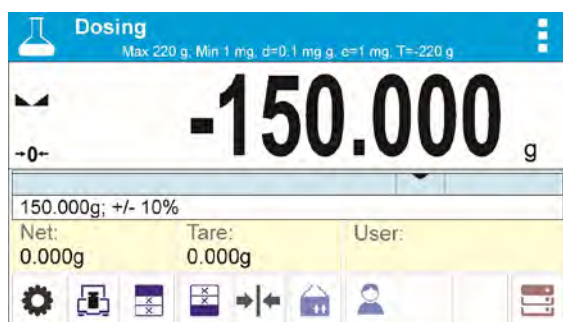 Dosing
Max 220 g, Min 1 mg, d=0.1 mg g, e=1 mg, T=-220 g
-150.000 g
→0←
150.000g; +/- 10%
Net: Tare: User:
0.000g 0.000g